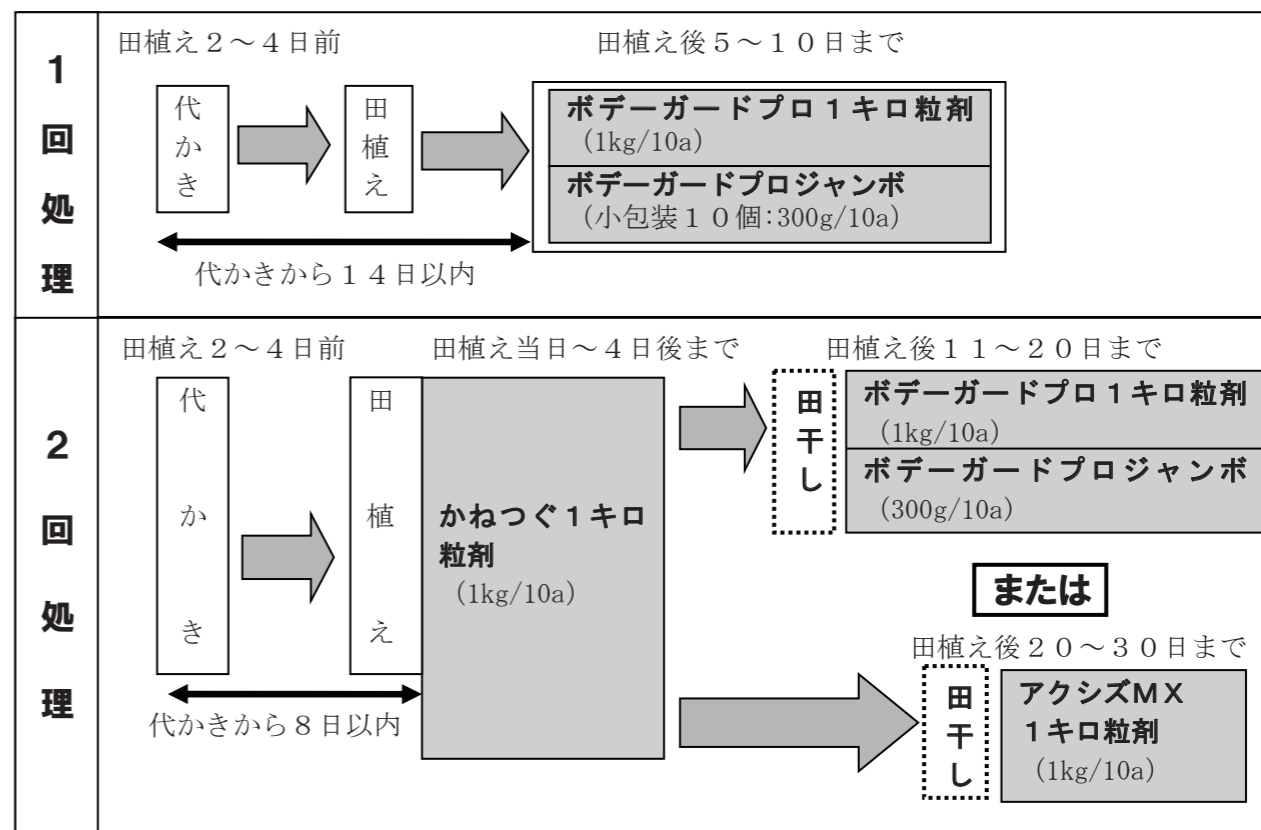 1回処理
田植え2～4日前
田植え後5～10日まで
代かき
田植え
ボデーガードプロ1キロ粒剤
(1kg/10a)
ボデーガードプロジャンボ
(小包装10個:300g/10a)
代かきから14日以内
2回処理
田植え2～4日前
田植え当日～4日後まで
田植え後11～20日まで
代かき
田植え
かねつぐ1キロ
粒剤
(1kg/10a)
田干し
ボデーガードプロ1キロ粒剤
(1kg/10a)
ボデーガードプロジャンボ
(300g/10a)
または
田植え後20～30日まで
田干し
アクシズMX
1キロ粒剤
(1kg/10a)
代かきから8日以内